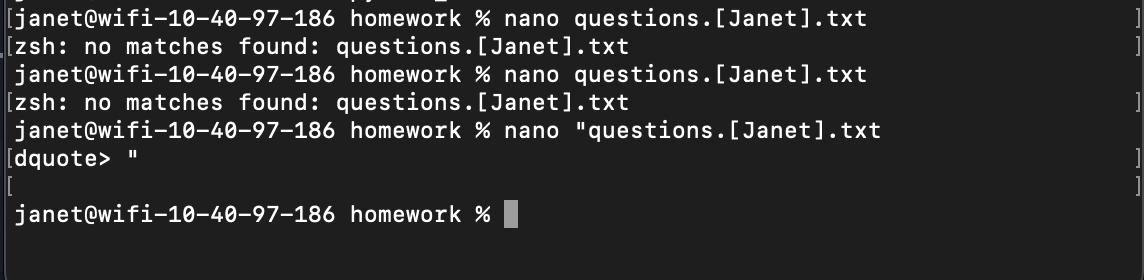 [janet@wifi-10-40-97-186 homework % nano questions.[Janet].txt ]
[zsh: no matches found: questions.[Janet].txt ]
janet@wifi-10-40-97-186 homework % nano questions.[Janet].txt
[zsh: no matches found: questions.[Janet].txt ]
janet@wifi-10-40-97-186 homework % nano "questions.[Janet].txt
[dquote> " ]
[ ]
janet@wifi-10-40-97-186 homework %